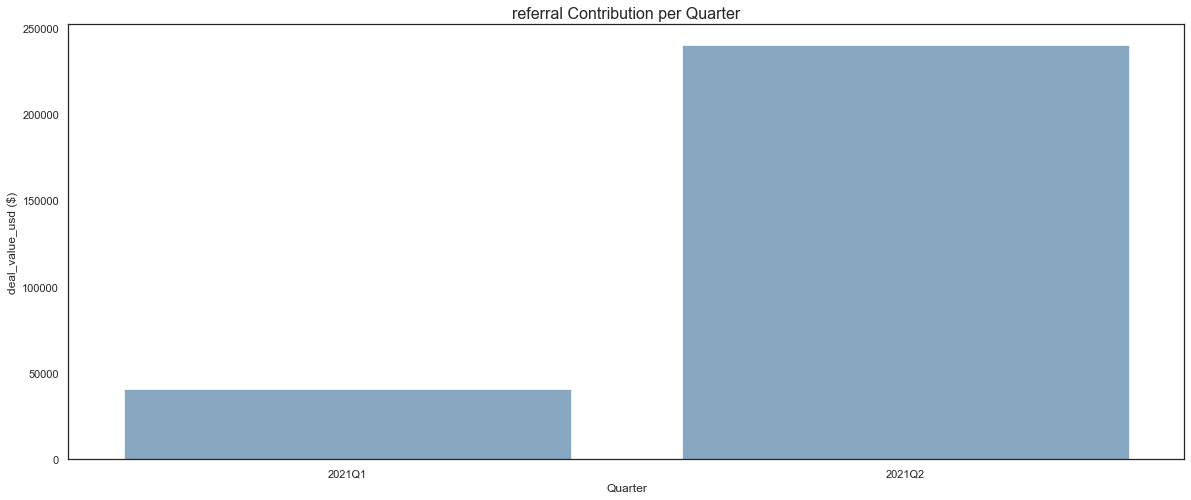 referral Contribution per Quarter
250000
200000
150000
100000
50000
0
deal_value_usd ($)
2021Q1 2021Q2
Quarter